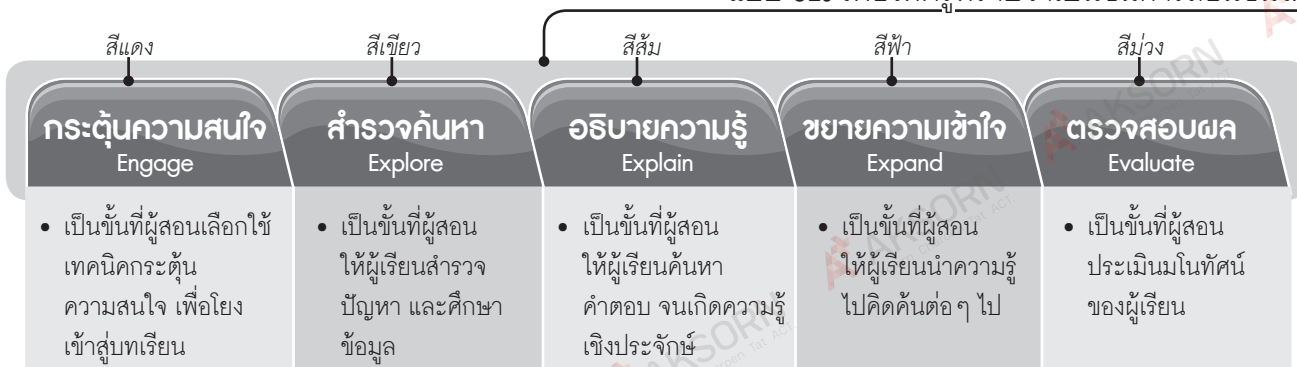 สีแดง
สีเขียว
สีส้ม
สีฟ้า
สีม่วง
กระตุ้นความสนใจ
Engage
สำรวจค้นหา
Explore
อธิบายความรู้
Explain
ขยายความเข้าใจ
Expand
ตรวจสอบผล
Evaluate
• เป็นขั้นที่ผู้สอนเลือกใช้
เทคนิคกระตุ้น
ความสนใจ เพื่อโยง
เข้าสู่บทเรียน
• เป็นขั้นที่ผู้สอน
ให้ผู้เรียนสำรวจ
ปัญหา และศึกษา
ข้อมูล
• เป็นขั้นที่ผู้สอน
ให้ผู้เรียนค้นหา
คำตอบ จนเกิดความรู้
เชิงประจักษ์
• เป็นขั้นที่ผู้สอน
ให้ผู้เรียนนำความรู้
ไปคิดค้นต่อๆ ไป
• เป็นขั้นที่ผู้สอน
ประเมินมโนทัศน์
ของผู้เรียน
AKSORN
AKSORN
AKSORN